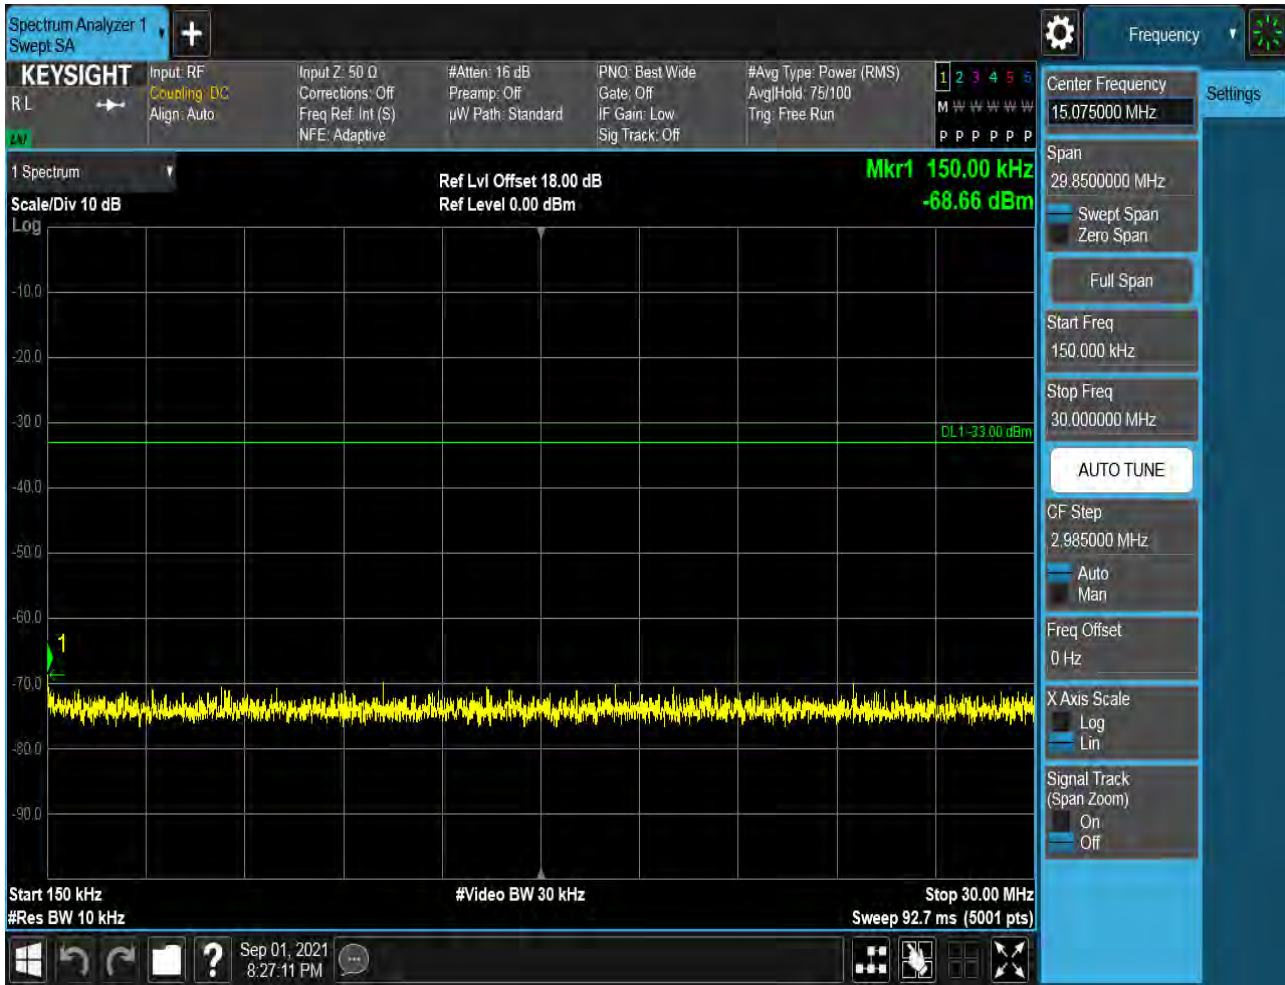 Spectrum Analyzer 1
Swept SA
Frequency
KEYSIGHT
R L
LNI
Input: RF
Coupling: DC
Align: Auto
Input Z: 50 Ω
Corrections: Off
Freq Ref: Int (S)
NFE: Adaptive
#Atten: 16 dB
Preamp: Off
µW Path: Standard
PNO: Best Wide
Gate: Off
IF Gain: Low
Sig Track: Off
#Avg Type: Power (RMS)
Avg|Hold: 75/100
Trig: Free Run
1 2 3 4 5 6
M W W W W W
P P P P P P
1 Spectrum
Scale/Div 10 dB
Log
Ref Lvl Offset 18.00 dB
Ref Level 0.00 dBm
Mkr1 150.00 kHz
-68.66 dBm
-10.0
-20.0
-30.0
DL1 -33.00 dBm
-40.0
-50.0
-60.0
1
-70.0
-80.0
-90.0
Start 150 kHz
#Res BW 10 kHz
#Video BW 30 kHz
Stop 30.00 MHz
Sweep 92.7 ms (5001 pts)
Sep 01, 2021
8:27:11 PM
Center Frequency
15.075000 MHz
Settings
Span
29.8500000 MHz
Swept Span
Zero Span
Full Span
Start Freq
150.000 kHz
Stop Freq
30.000000 MHz
AUTO TUNE
CF Step
2.985000 MHz
Auto
Man
Freq Offset
0 Hz
X Axis Scale
Log
Lin
Signal Track
(Span Zoom)
On
Off